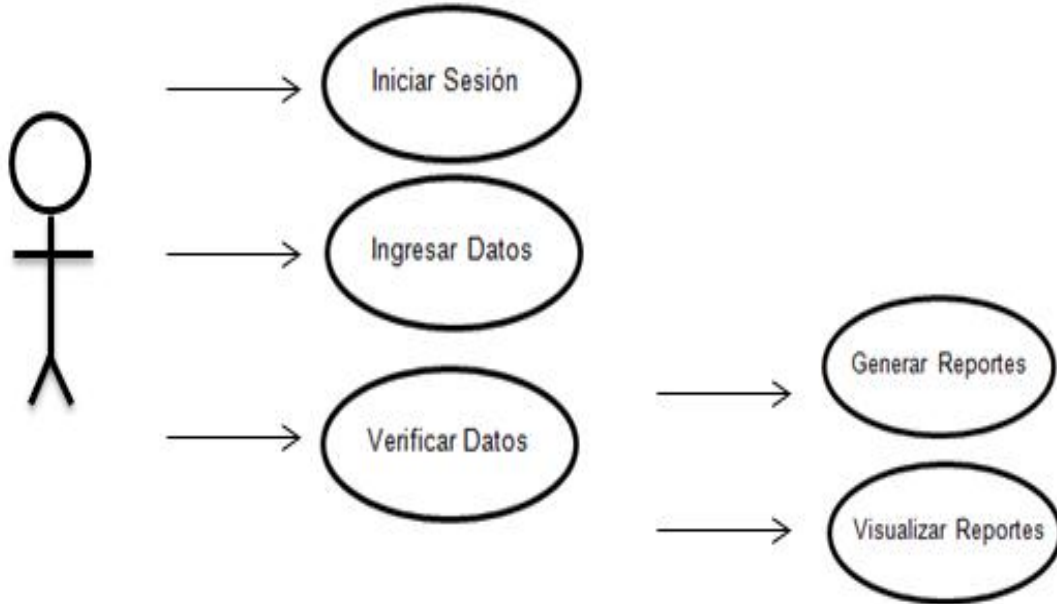 Iniciar Sesión
Ingresar Datos
Verificar Datos
Generar Reportes
Visualizar Reportes